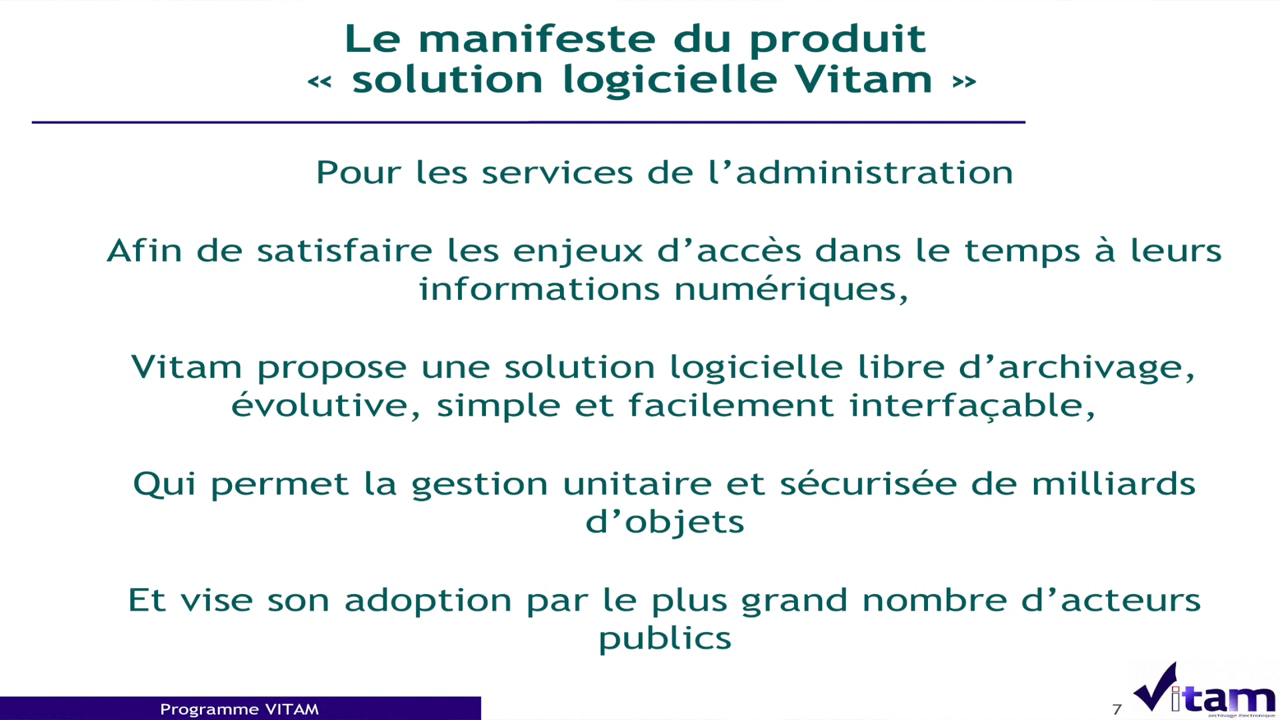 Le manifeste du produit
« solution logicielle Vitam »
Pour les services de l’administration
Afin de satisfaire les enjeux d’accès dans le temps à leurs
informations numériques,
Vitam propose une solution logicielle libre d’archivage,
évolutive, simple et facilement interfaçable,
Qui permet la gestion unitaire et sécurisée de milliards
d’objets
Et vise son adoption par le plus grand nombre d’acteurs
publics
Programme VITAM
7
Vitam
archivage électronique